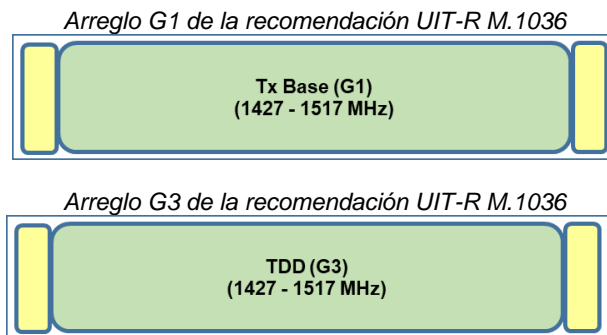 Arreglo G1 de la recomendación UIT-R M.1036
Tx Base (G1)
(1427 - 1517 MHz)
Arreglo G3 de la recomendación UIT-R M.1036
TDD (G3)
(1427 - 1517 MHz)